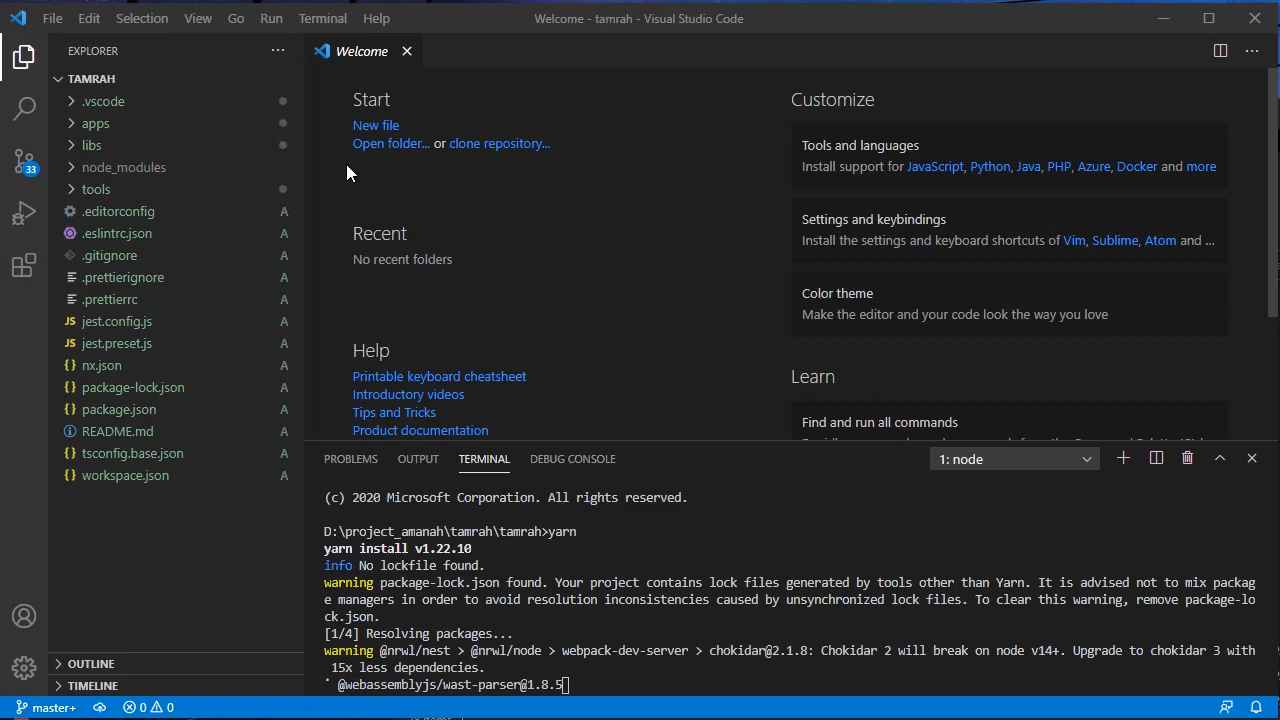 File Edit Selection View Go Run Terminal Help
Welcome - tamrah - Visual Studio Code
EXPLORER
TAMRAH
.vscode
apps
libs
node_modules
tools
.editorconfig A
.eslintrc.json A
.gitignore A
.prettierignore A
.prettierrc A
JS jest.config.js A
JS jest.preset.js A
{} nx.json A
{} package-lock.json A
{} package.json A
README.md A
{} tsconfig.base.json A
{} workspace.json A
OUTLINE
TIMELINE
33
Welcome
Start
New file
Open folder... or clone repository...
Recent
No recent folders
Help
Printable keyboard cheatsheet
Introductory videos
Tips and Tricks
Product documentation
Customize
Tools and languages
Install support for JavaScript, Python, Java, PHP, Azure, Docker and more
Settings and keybindings
Install the settings and keyboard shortcuts of Vim, Sublime, Atom and ...
Color theme
Make the editor and your code look the way you love
Learn
Find and run all commands
PROBLEMS OUTPUT TERMINAL DEBUG CONSOLE
1: node
(c) 2020 Microsoft Corporation. All rights reserved.
D:\project_amanah\tamrah\tamrah>yarn
yarn install v1.22.10
info No lockfile found.
warning package-lock.json found. Your project contains lock files generated by tools other than Yarn. It is advised not to mix packag
e managers in order to avoid resolution inconsistencies caused by unsynchronized lock files. To clear this warning, remove package-lo
ck.json.
[1/4] Resolving packages...
warning @nrwl/nest > @nrwl/node > webpack-dev-server > chokidar@2.1.8: Chokidar 2 will break on node v14+. Upgrade to chokidar 3 with
15x less dependencies.
@webassemblyjs/wast-parser@1.8.5
master+
0 0